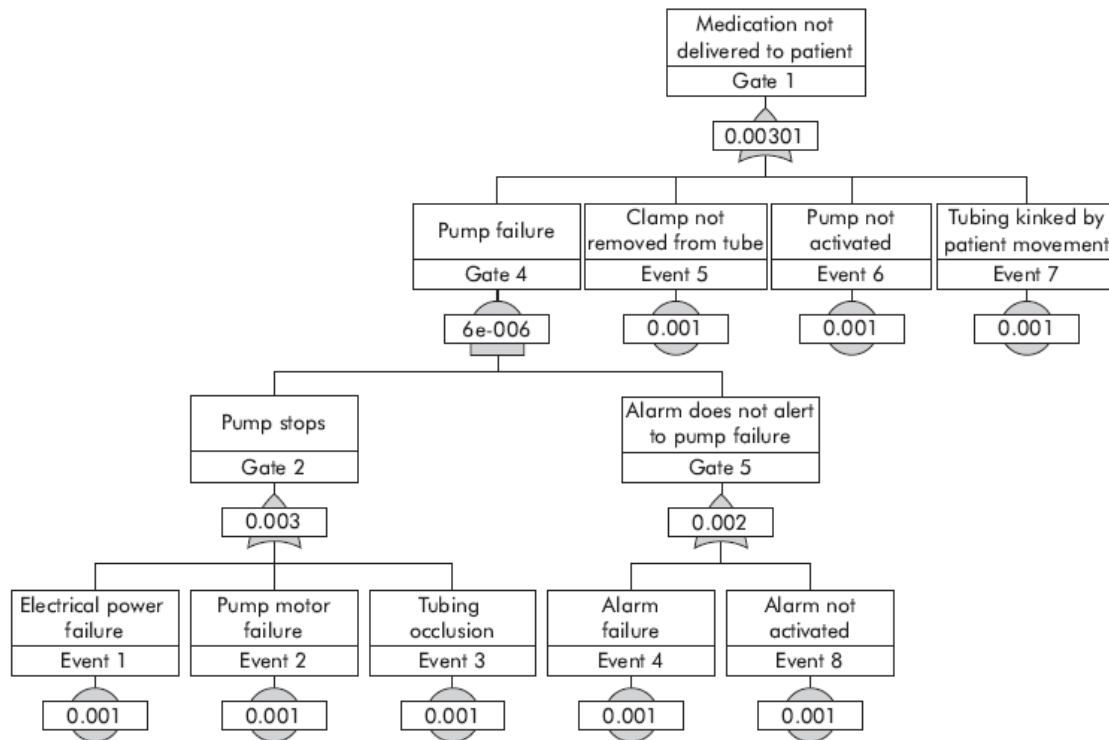 Medication not
delivered to patient
Gate 1
0.00301
Pump failure
Gate 4
6e-006
Clamp not
removed from tube
Event 5
0.001
Pump not
activated
Event 6
0.001
Tubing kinked by
patient movement
Event 7
0.001
Pump stops
Gate 2
0.003
Alarm does not alert
to pump failure
Gate 5
0.002
Electrical power
failure
Event 1
0.001
Pump motor
failure
Event 2
0.001
Tubing
occlusion
Event 3
0.001
Alarm
failure
Event 4
0.001
Alarm not
activated
Event 8
0.001